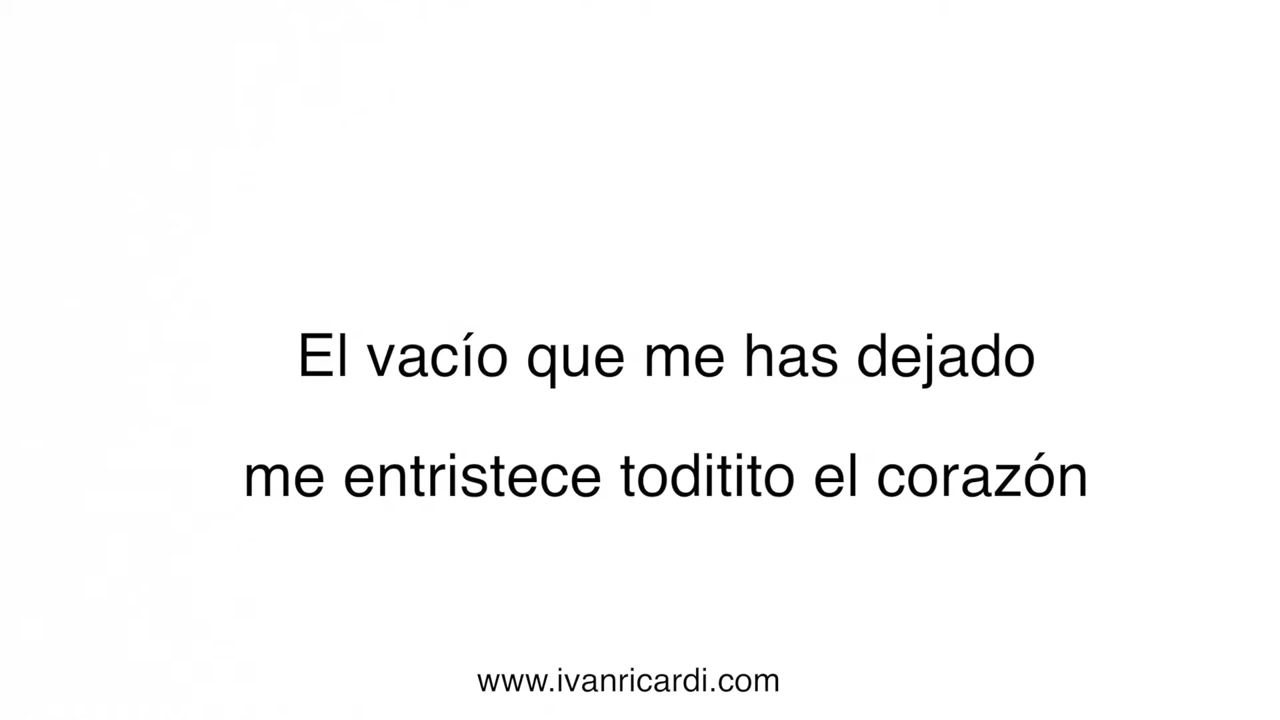 El vacío que me has dejado
me entristece toditito el corazón
www.ivanricardi.com